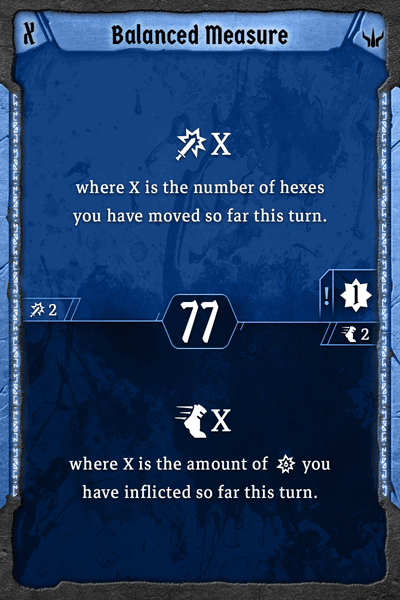 X
Balanced Measure
X
where X is the number of hexes
you have moved so far this turn.
2
77
! 1
2
X
where X is the amount of you
have inflicted so far this turn.